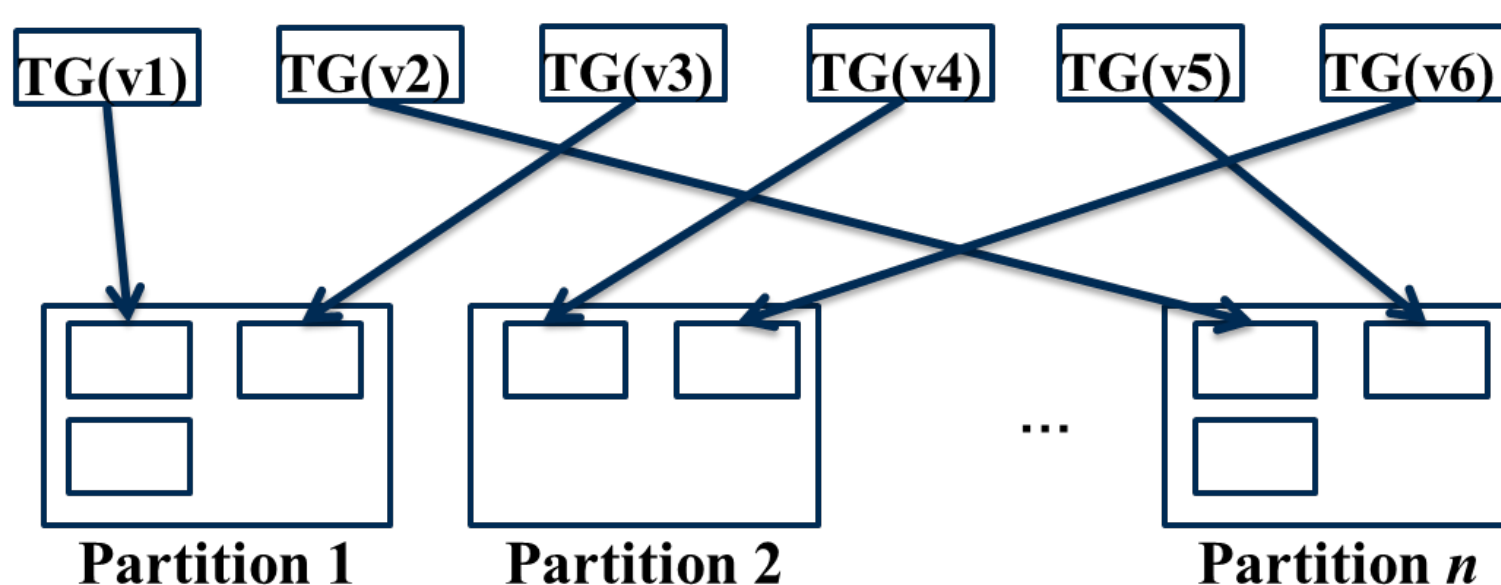 TG(v1) TG(v2) TG(v3) TG(v4) TG(v5) TG(v6)
...
Partition 1 Partition 2 Partition n